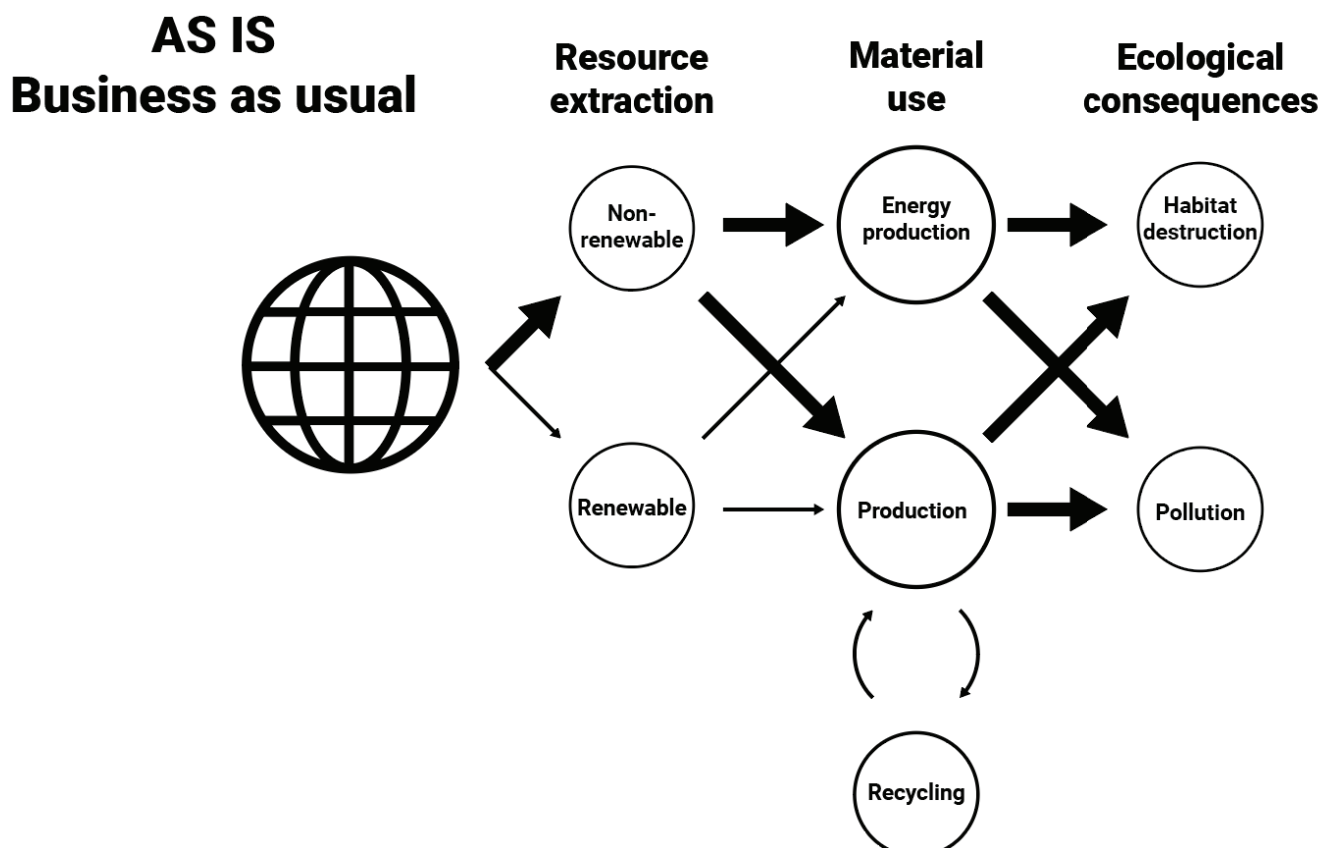 AS IS
Business as usual
Resource
extraction
Material
use
Ecological
consequences
Non-
renewable
Energy
production
Habitat
destruction
Renewable
Production
Pollution
Recycling